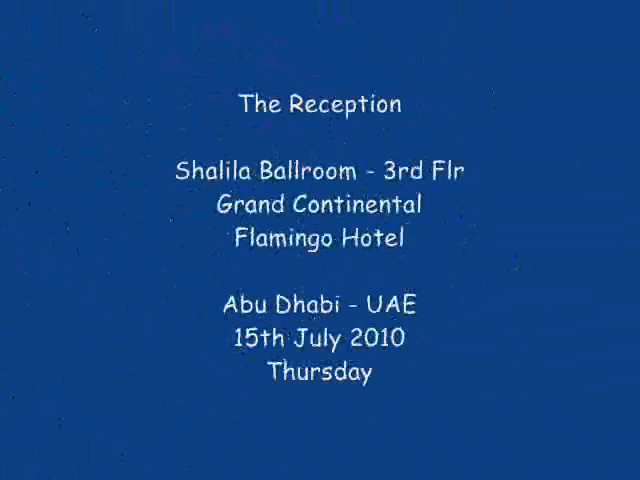 The Reception
Shalila Ballroom - 3rd Flr
Grand Continental
Flamingo Hotel
Abu Dhabi - UAE
15th July 2010
Thursday